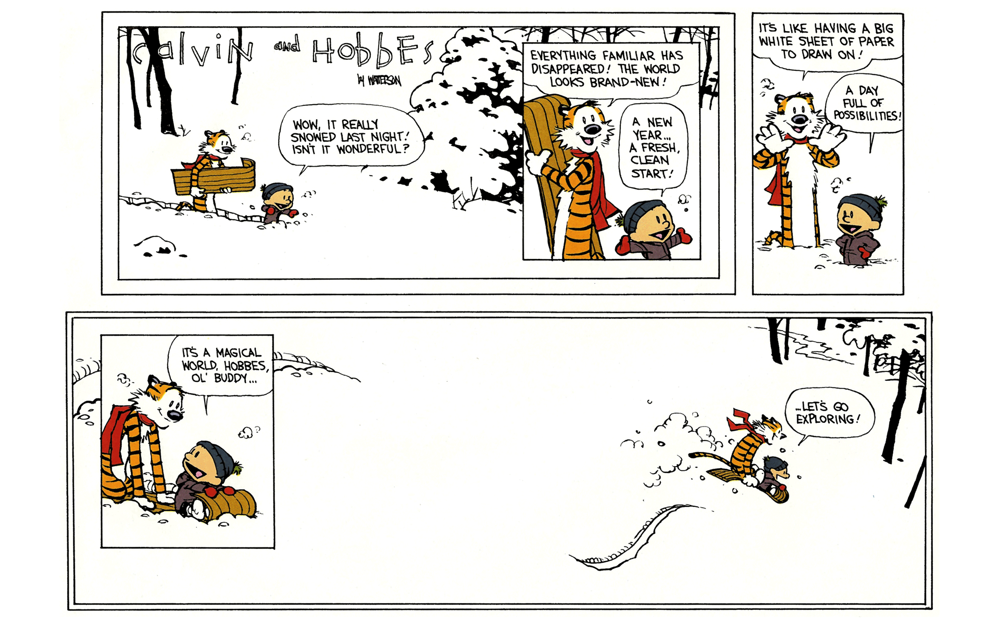 Calvin and Hobbes
by WATTERSON
WOW, IT REALLY
SNOWED LAST NIGHT!
ISN'T IT WONDERFUL?
EVERYTHING FAMILIAR HAS
DISAPPEARED! THE WORLD
LOOKS BRAND-NEW!
A NEW
YEAR...
A FRESH,
CLEAN
START!
IT'S LIKE HAVING A BIG
WHITE SHEET OF PAPER
TO DRAW ON!
A DAY
FULL OF
POSSIBILITIES!
IT'S A MAGICAL
WORLD, HOBBES,
OL' BUDDY...
...LET'S GO
EXPLORING!